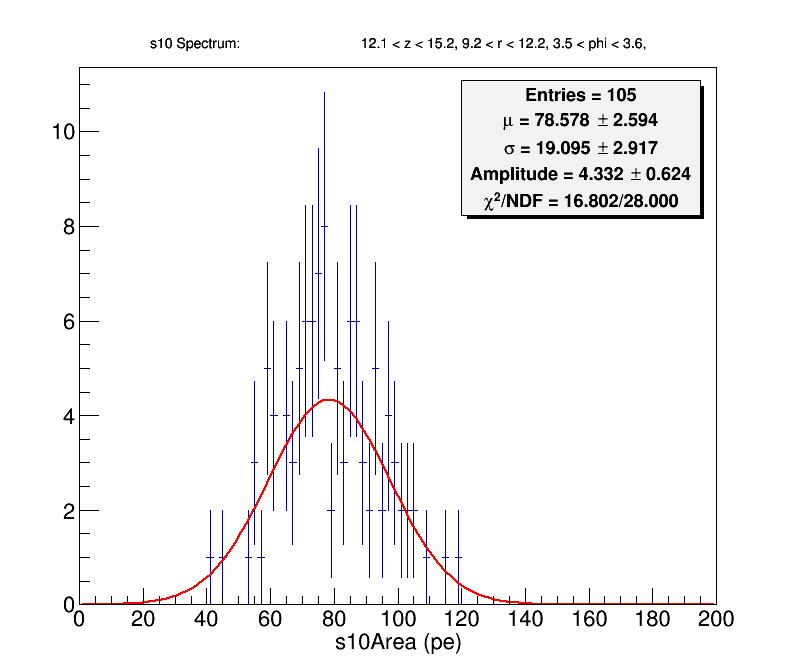 s10 Spectrum: 12.1 < z < 15.2, 9.2 < r < 12.2, 3.5 < phi < 3.6,
Entries = 105
μ = 78.578 ± 2.594
σ = 19.095 ± 2.917
Amplitude = 4.332 ± 0.624
χ²/NDF = 16.802/28.000
10
8
6
4
2
0
0 20 40 60 80 100 120 140 160 180 200
s10Area (pe)